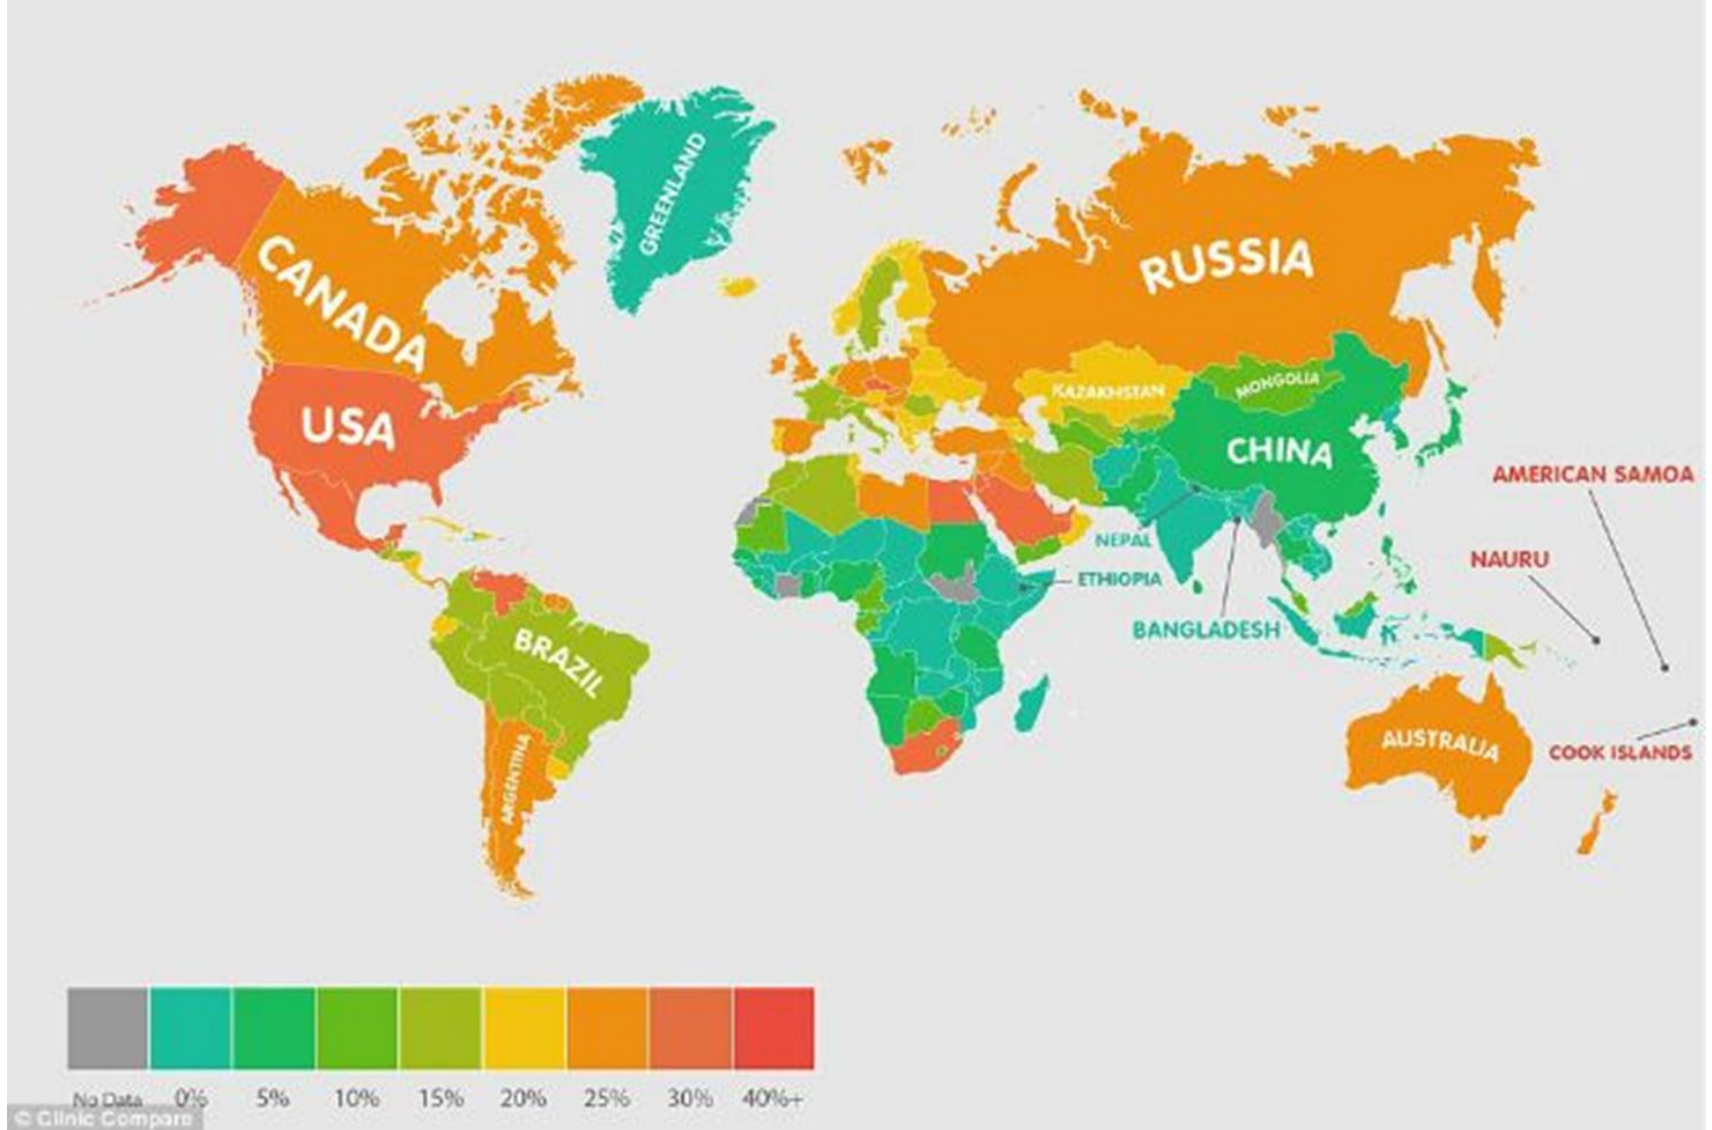 GREENLAND
CANADA
RUSSIA
KAZAKHSTAN
MONGOLIA
USA
CHINA
AMERICAN SAMOA
NEPAL
NAURU
ETHIOPIA
BANGLADESH
BRAZIL
ARGENTINA
AUSTRALIA
COOK ISLANDS
No Data 0% 5% 10% 15% 20% 25% 30% 40%+
© Clinic Compare